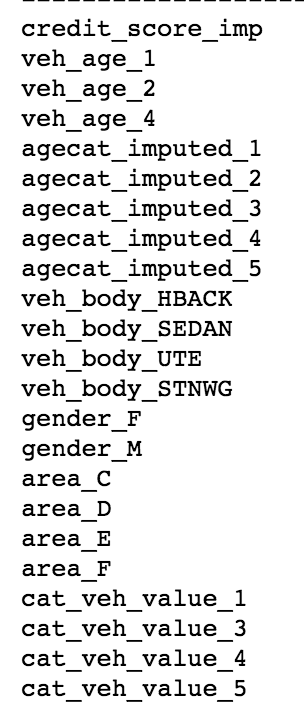 credit_score_imp
veh_age_1
veh_age_2
veh_age_4
agecat_imputed_1
agecat_imputed_2
agecat_imputed_3
agecat_imputed_4
agecat_imputed_5
veh_body_HBACK
veh_body_SEDAN
veh_body_UTE
veh_body_STNWG
gender_F
gender_M
area_C
area_D
area_E
area_F
cat_veh_value_1
cat_veh_value_3
cat_veh_value_4
cat_veh_value_5